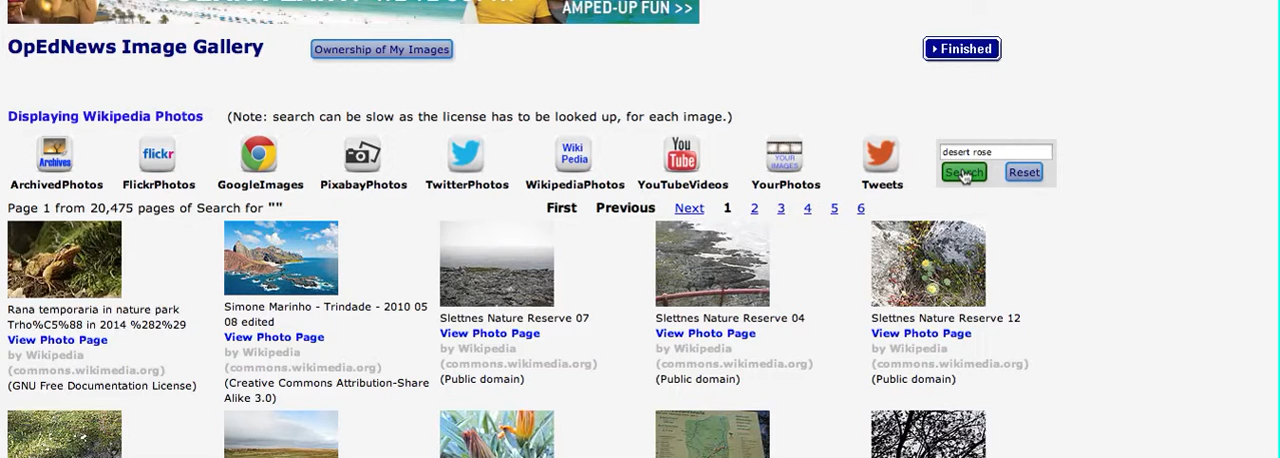 AMPED-UP FUN >>
OpEdNews Image Gallery
Ownership of My Images
Finished
Displaying Wikipedia Photos (Note: search can be slow as the license has to be looked up, for each image.)
Archives
flickr
Wiki
Pedia
You
Tube
YOUR
IMAGES
desert rose
Search
Reset
ArchivedPhotos FlickrPhotos GoogleImages PixabayPhotos TwitterPhotos WikipediaPhotos YouTubeVideos YourPhotos Tweets
Page 1 from 20,475 pages of Search for "" First Previous Next 1 2 3 4 5 6
Rana temporaria in nature park
Trho%C5%88 in 2014 %282%29
View Photo Page
by Wikipedia
(commons.wikimedia.org)
(GNU Free Documentation License)
Simone Marinho - Trindade - 2010 05
08 edited
View Photo Page
by Wikipedia
(commons.wikimedia.org)
(Creative Commons Attribution-Share
Alike 3.0)
Slettnes Nature Reserve 07
View Photo Page
by Wikipedia
(commons.wikimedia.org)
(Public domain)
Slettnes Nature Reserve 04
View Photo Page
by Wikipedia
(commons.wikimedia.org)
(Public domain)
Slettnes Nature Reserve 12
View Photo Page
by Wikipedia
(commons.wikimedia.org)
(Public domain)